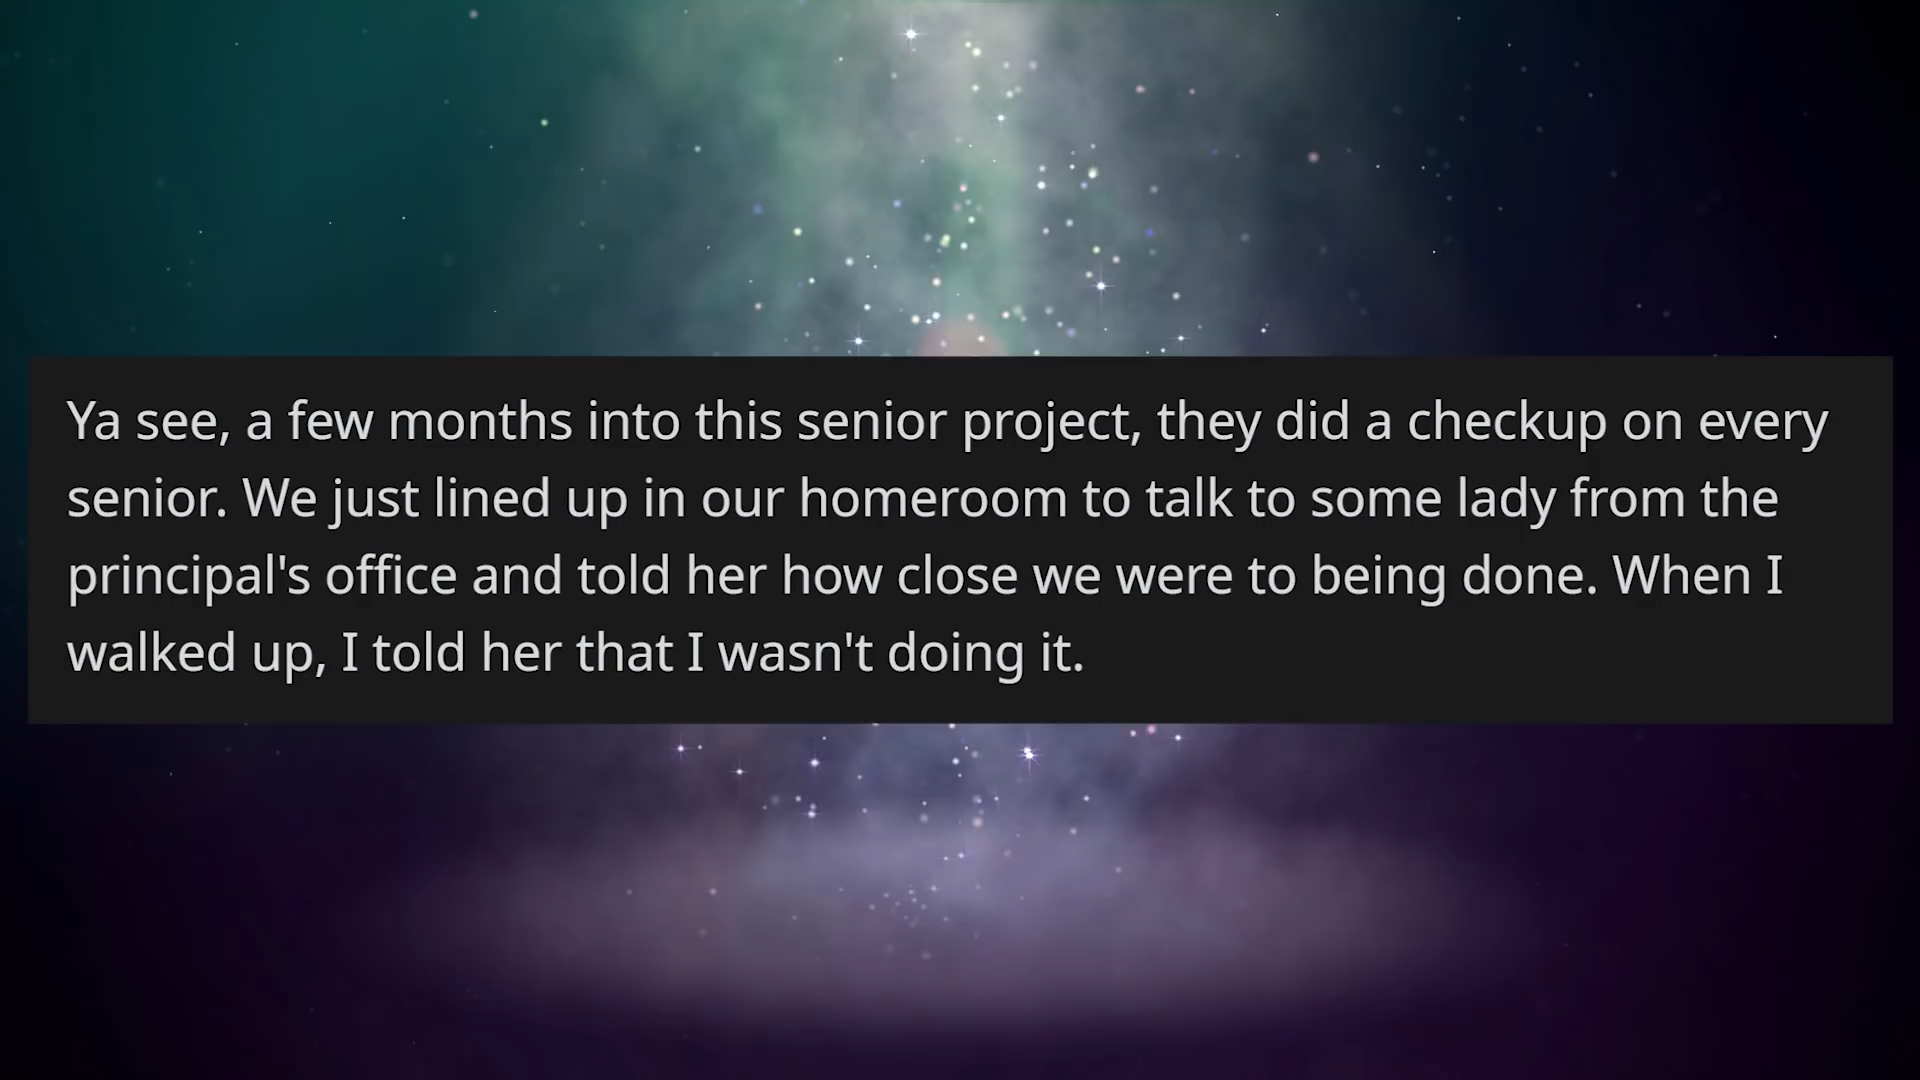 Ya see, a few months into this senior project, they did a checkup on every
senior. We just lined up in our homeroom to talk to some lady from the
principal's office and told her how close we were to being done. When I
walked up, I told her that I wasn't doing it.